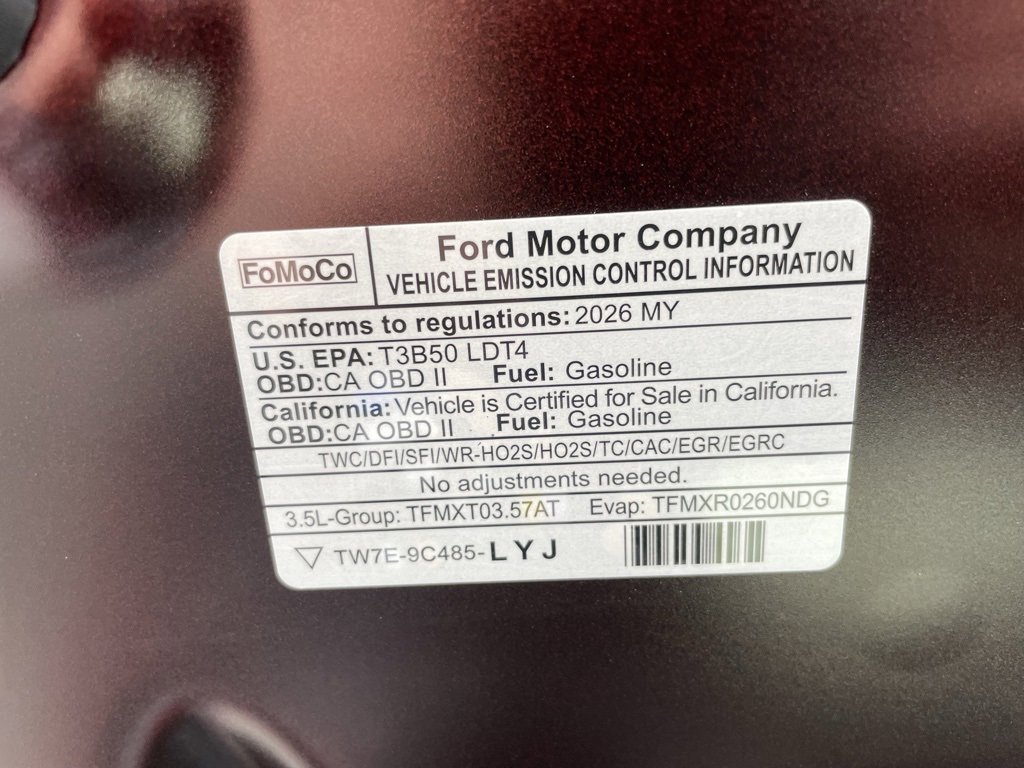 FoMoCo
Ford Motor Company
VEHICLE EMISSION CONTROL INFORMATION
Conforms to regulations: 2026 MY
U.S. EPA: T3B50 LDT4
OBD:CA OBD II Fuel: Gasoline
California: Vehicle is Certified for Sale in California.
OBD:CA OBD II Fuel: Gasoline
TWC/DFI/SFI/WR-HO2S/HO2S/TC/CAC/EGR/EGRC
No adjustments needed.
3.5L-Group: TFMXT03.57AT Evap: TFMXR0260NDG
TW7E-9C485-LYJ